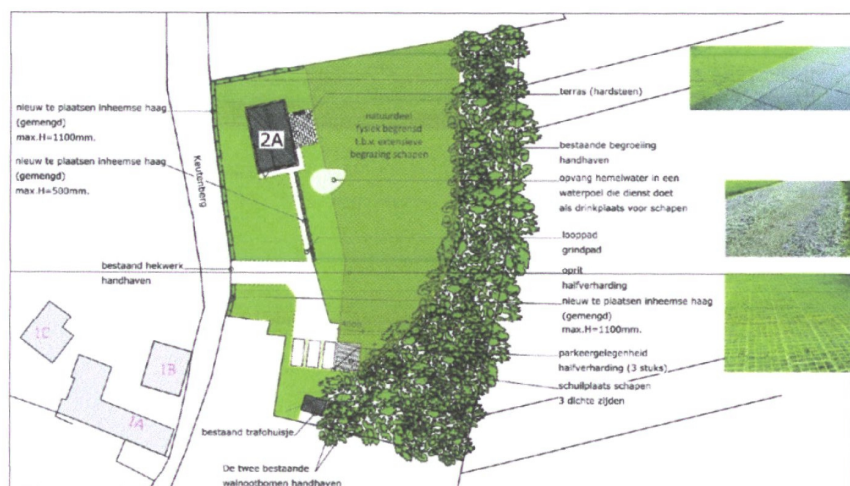 nieuw te plaatsen inheemse haag
(gemengd)
max.H=1100mm.
nieuw te plaatsen inheemse haag
(gemengd)
max.H=500mm.
Keutenberg
bestaand hekwerk
handhaven
1C
1B
1A
2A
natuurdeel
fysiek begrensd
t.b.v. extensieve
begrazing schapen
bestaand trafohuisje
De twee bestaande
walnootbomen handhaven
terras (hardsteen)
bestaande begroeiing
handhaven
opvang hemelwater in een
waterpoel die dienst doet
als drinkplaats voor schapen
looppad
grindpad
oprit
halfverharding
nieuw te plaatsen inheemse haag
(gemengd)
max.H=1100mm.
parkeergelegenheid
halfverharding (3 stuks)
schuilplaats schapen
3 dichte zijden